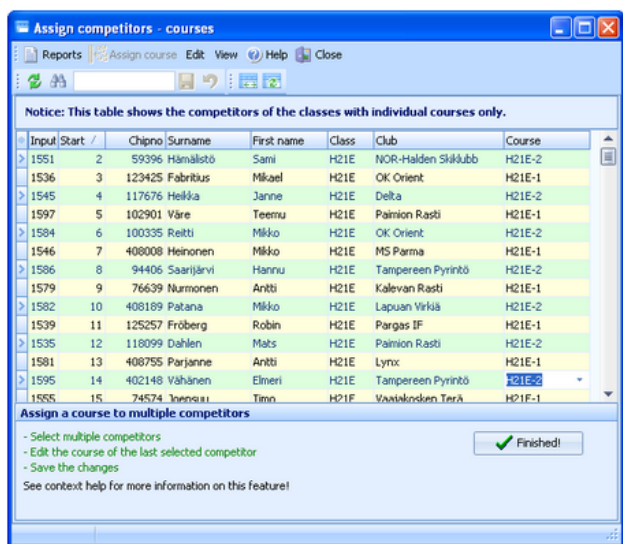 Assign competitors - courses
Reports Assign course Edit View Help Close
Notice: This table shows the competitors of the classes with individual courses only.
Input Start / Chipno Surname First name Class Club Course
1551 2 59396 Hämälistö Sami H21E NOR-Halden Skiklubb H21E-2
1536 3 123425 Fabritius Mikael H21E OK Orient H21E-1
1545 4 117676 Heikka Janne H21E Delta H21E-2
1597 5 102901 Väre Teemu H21E Paimion Rasti H21E-1
1584 6 100335 Reitti Mikko H21E OK Orient H21E-2
1546 7 408008 Heinonen Mikko H21E MS Parma H21E-1
1586 8 94406 Saarijärvi Hannu H21E Tampereen Pyrintö H21E-2
1579 9 76639 Nurmonen Antti H21E Kalevan Rasti H21E-1
1582 10 408189 Patana Mikko H21E Lapuan Virkiä H21E-2
1539 11 125257 Fröberg Robin H21E Pargas IF H21E-1
1535 12 118099 Dahlen Mats H21E Paimion Rasti H21E-2
1581 13 408755 Parjanne Antti H21E Lynx H21E-1
1595 14 402148 Vähänen Elmeri H21E Tampereen Pyrintö H21E-2
1555 15 74574 Joensuu Timo H21E Vaajakosken Terä H21E-1
Assign a course to multiple competitors
- Select multiple competitors
- Edit the course of the last selected competitor
- Save the changes
See context help for more information on this feature!
Finished!